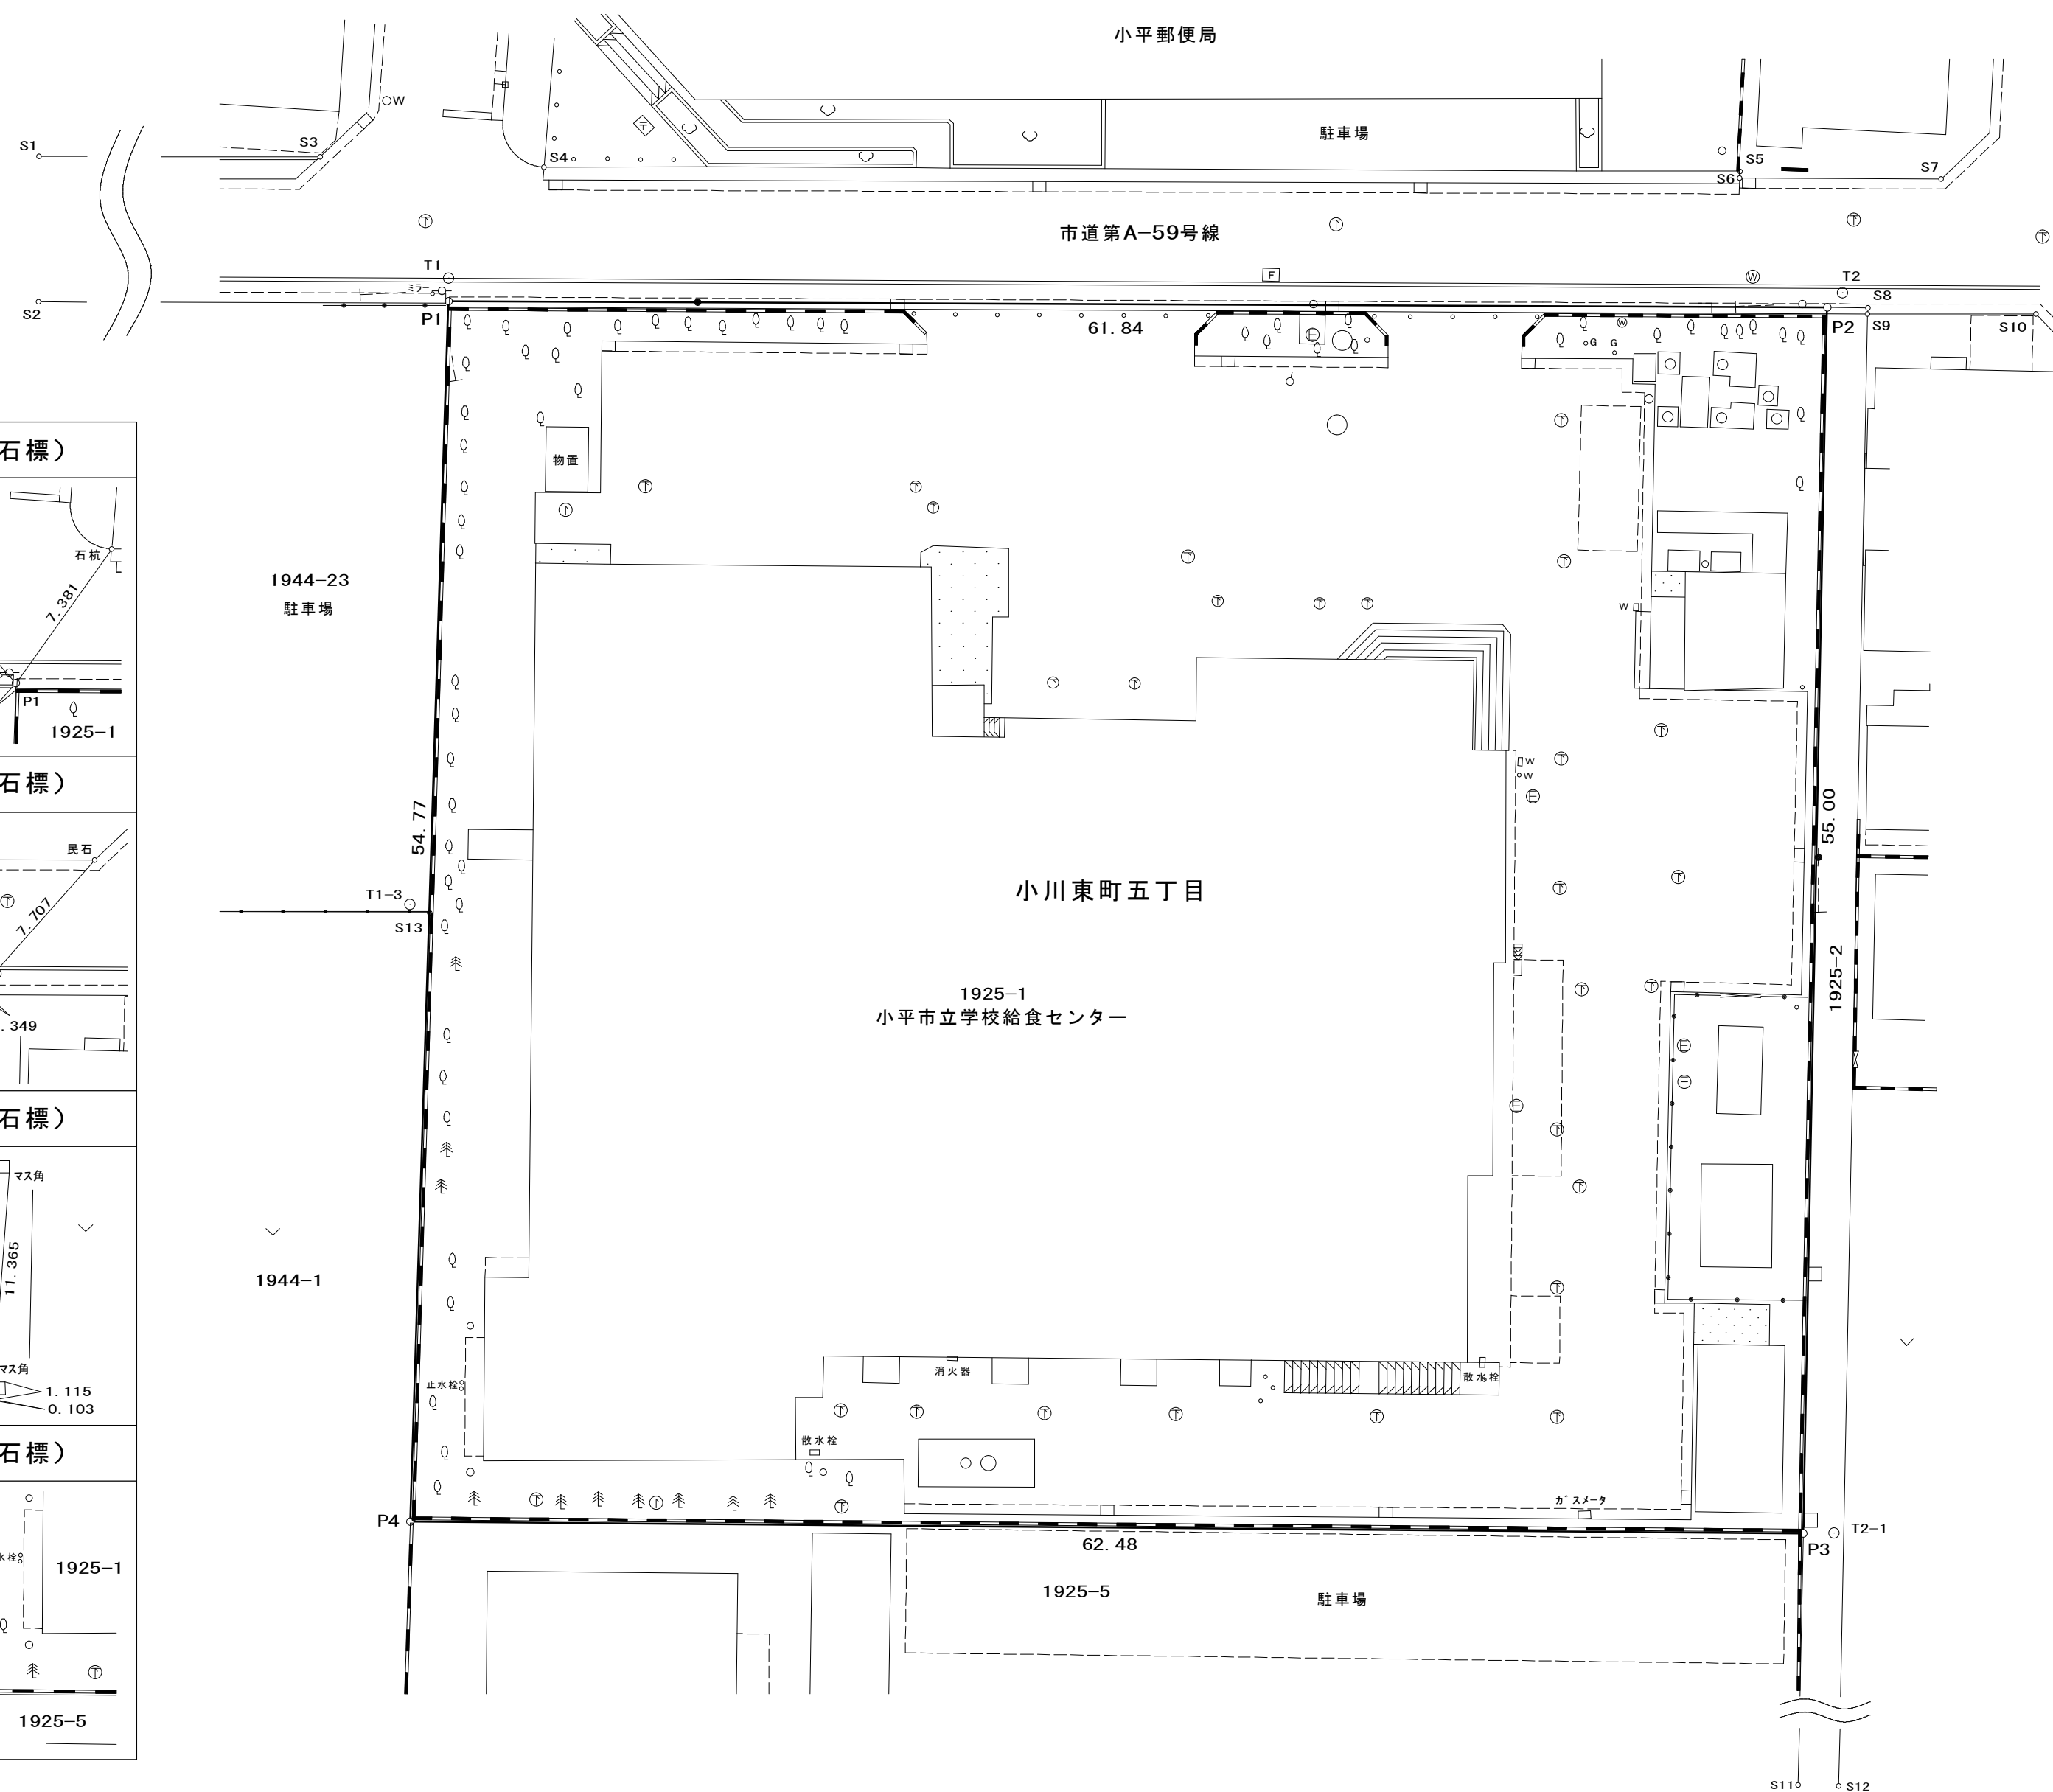 小平郵便局
W
S1
S3
S4
〒
駐車場
S5
S6
S7
市道第A-59号線
T1
F
W
T2
ミラー
S2
S8
P1
61.84
P2
S9
S10
W
G
G
石標)
物置
石杭
7.381
P1
1925-1
1944-23
駐車場
W
石標)
W
W
民石
54.77
55.00
7.707
T1-3
小川東町五丁目
S13
1925-1
1925-2
小平市立学校給食センター
.349
石標)
マス角
11.365
1944-1
マス角
1.115
0.103
消火器
散水栓
止水栓
石標)
散水栓
ガスメータ
P4
T2-1
62.48
P3
水栓
1925-1
1925-5
駐車場
1925-5
S11
S12